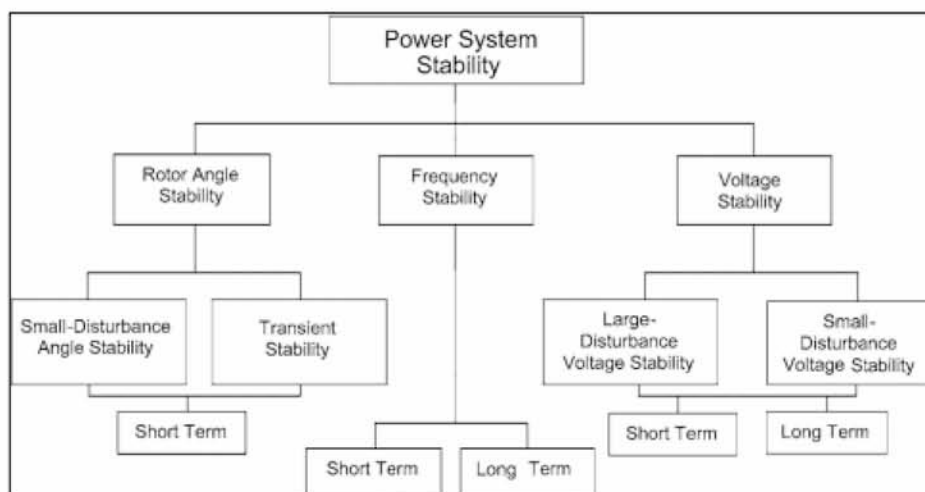 Power System
Stability
Rotor Angle
Stability
Frequency
Stability
Voltage
Stability
Small-Disturbance
Angle Stability
Transient
Stability
Large-
Disturbance
Voltage Stability
Small-
Disturbance
Voltage Stability
Short Term
Short Term
Long Term
Short Term
Long Term